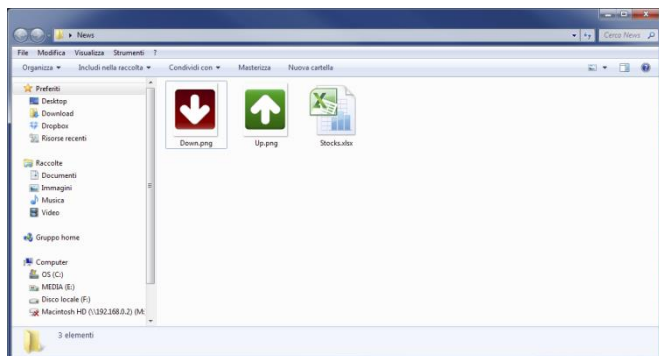 News
Cerca News
File Modifica Visualizza Strumenti ?
Organizza Includi nella raccolta Condividi con Masterizza Nuova cartella
Preferiti
Desktop
Download
Dropbox
Risorse recenti
Raccolte
Documenti
Immagini
Musica
Video
Gruppo home
Computer
OS (C:)
MEDIA (E:)
Disco locale (F:)
Macintosh HD (\\192.168.0.2) (M:
Down.png
Up.png
Stocks.xlsx
3 elementi